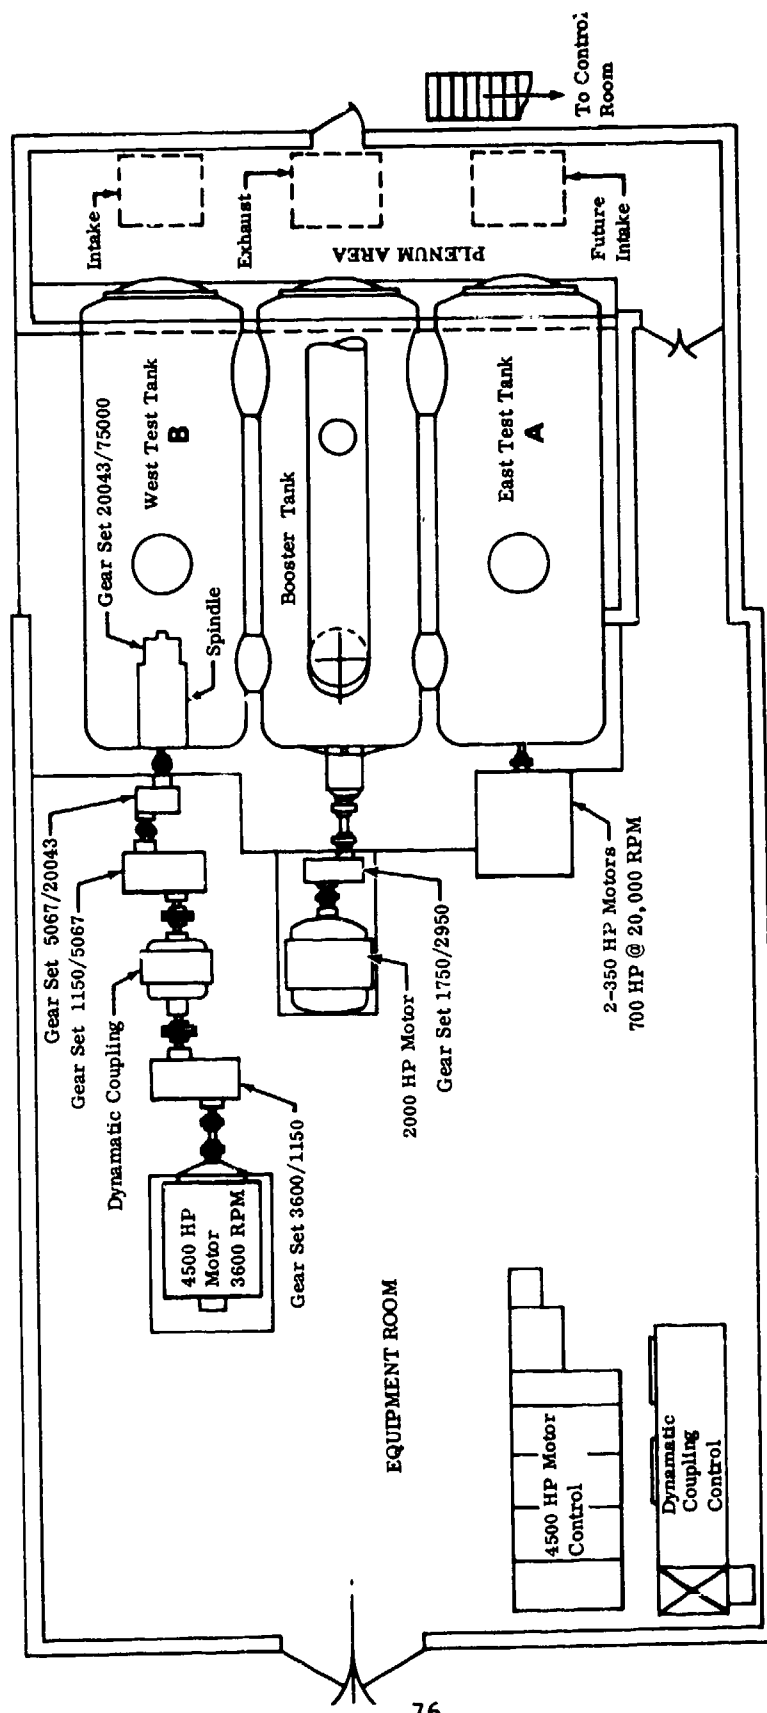 To Control
Room
Intake
Exhaust
Future
Intake
PLENUM AREA
Gear Set 20043/75000
West Test Tank
B
Spindle
Booster Tank
East Test Tank
A
Gear Set 5067/20043
Gear Set 1150/5067
Dynamatic Coupling
Gear Set 3600/1150
4500 HP
Motor
3600 RPM
2000 HP Motor
Gear Set 1750/2950
2-350 HP Motors
700 HP @ 20,000 RPM
EQUIPMENT ROOM
4500 HP Motor
Control
Dynamatic
Coupling
Control
76